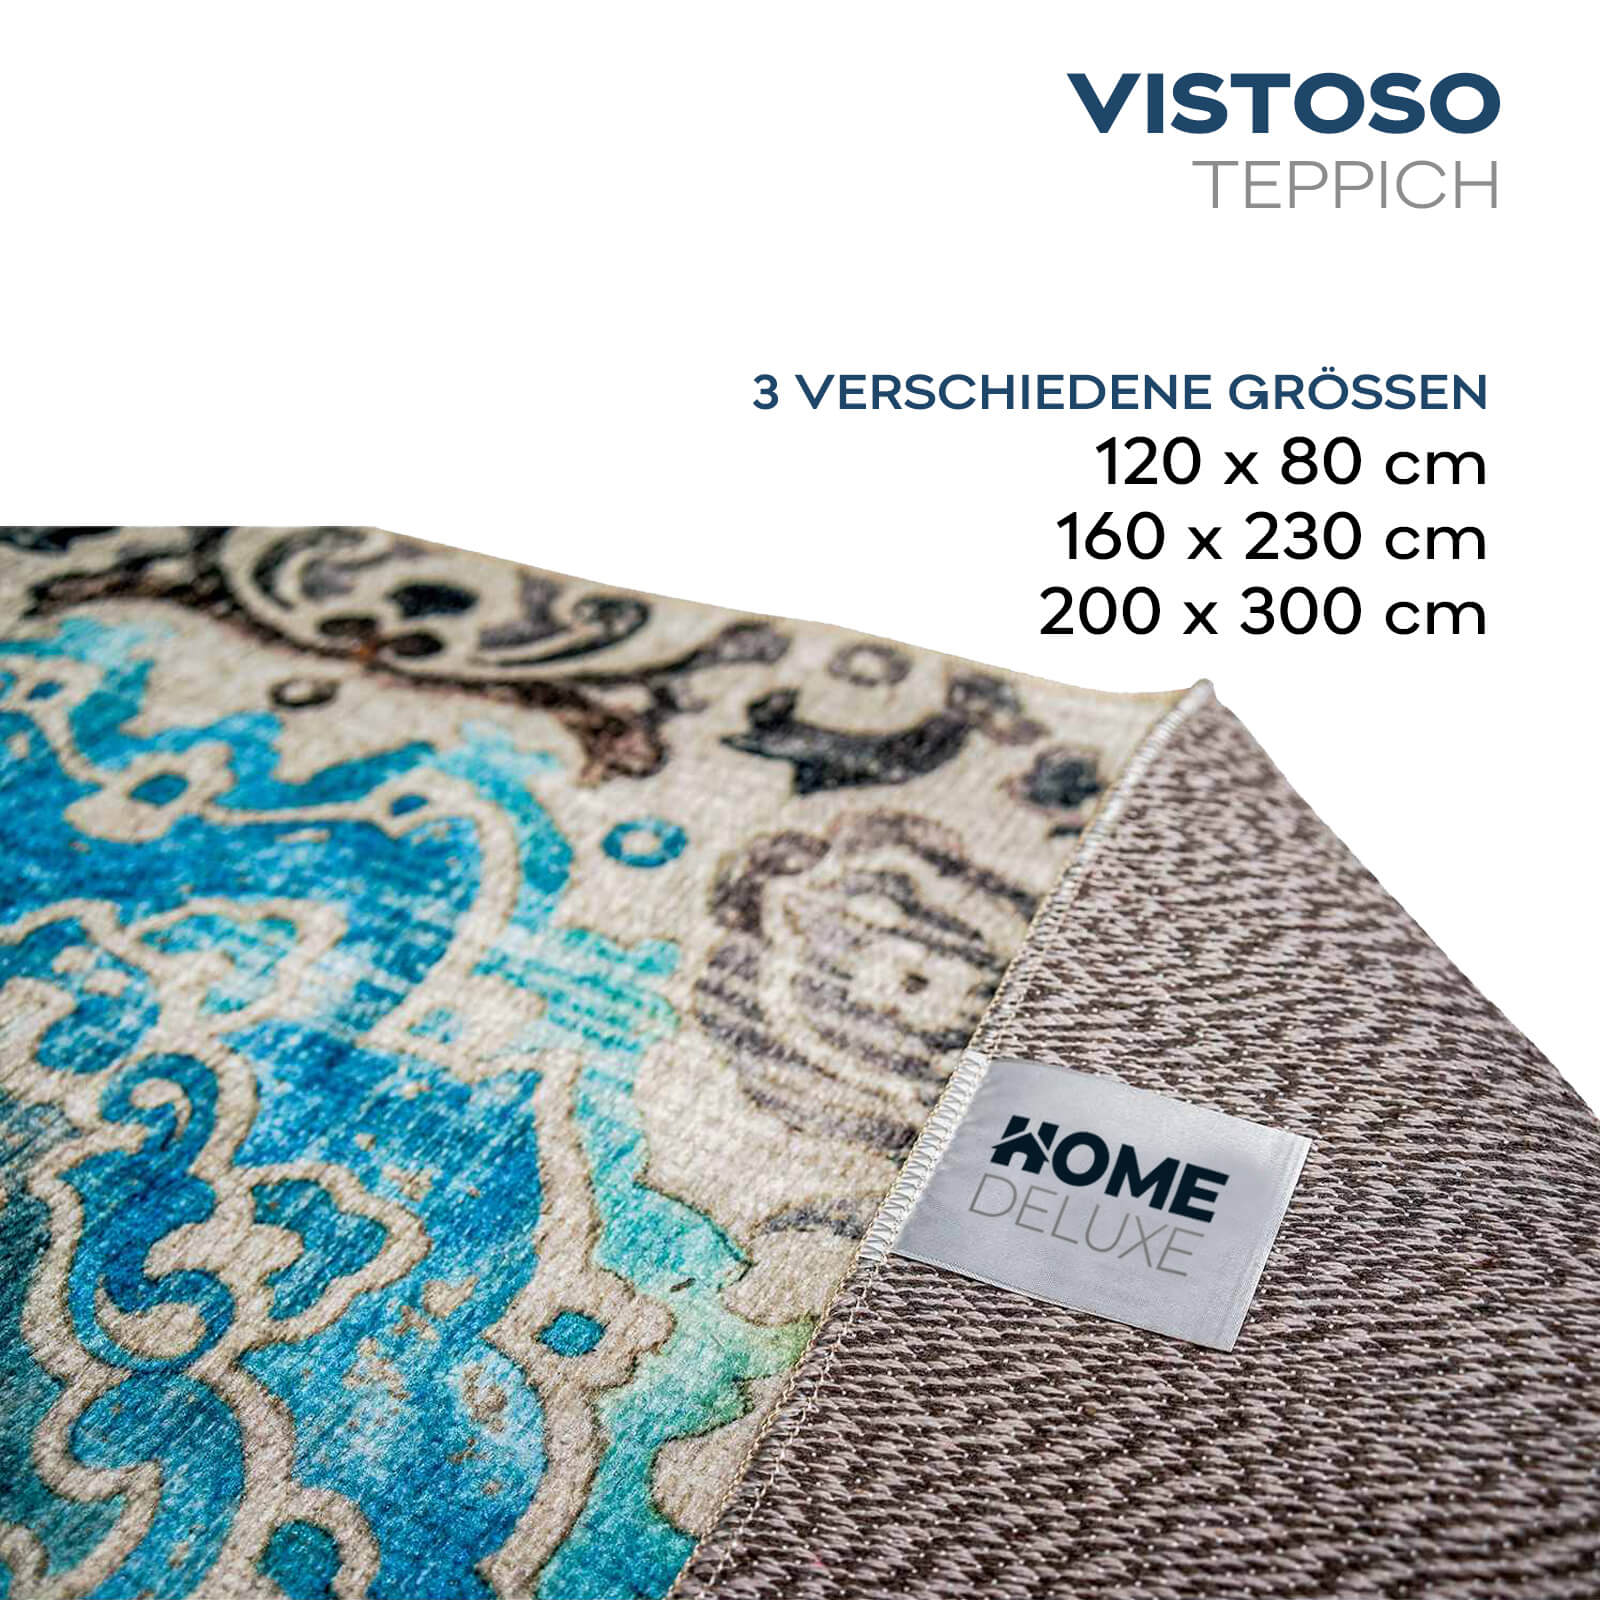 VISTOSO
TEPPICH
3 VERSCHIEDENE GRÖSSEN
120 x 80 cm
160 x 230 cm
200 x 300 cm
HOME
DELUXE